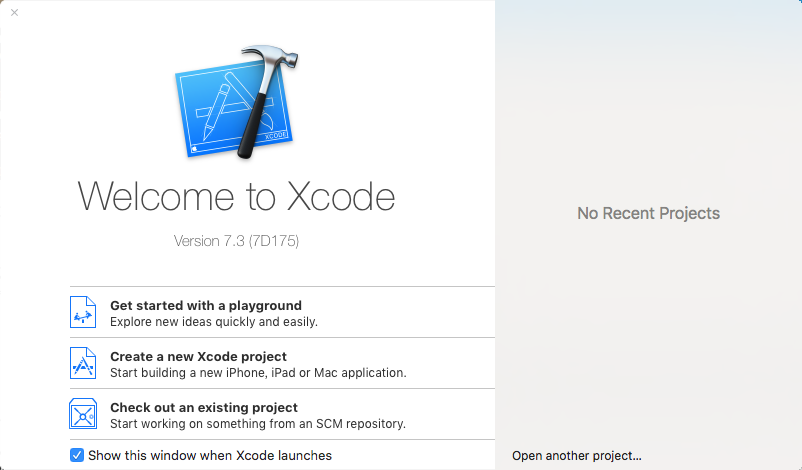 XCODE
Welcome to Xcode
Version 7.3 (7D175)
Get started with a playground
Explore new ideas quickly and easily.
Create a new Xcode project
Start building a new iPhone, iPad or Mac application.
Check out an existing project
Start working on something from an SCM repository.
Show this window when Xcode launches
No Recent Projects
Open another project...